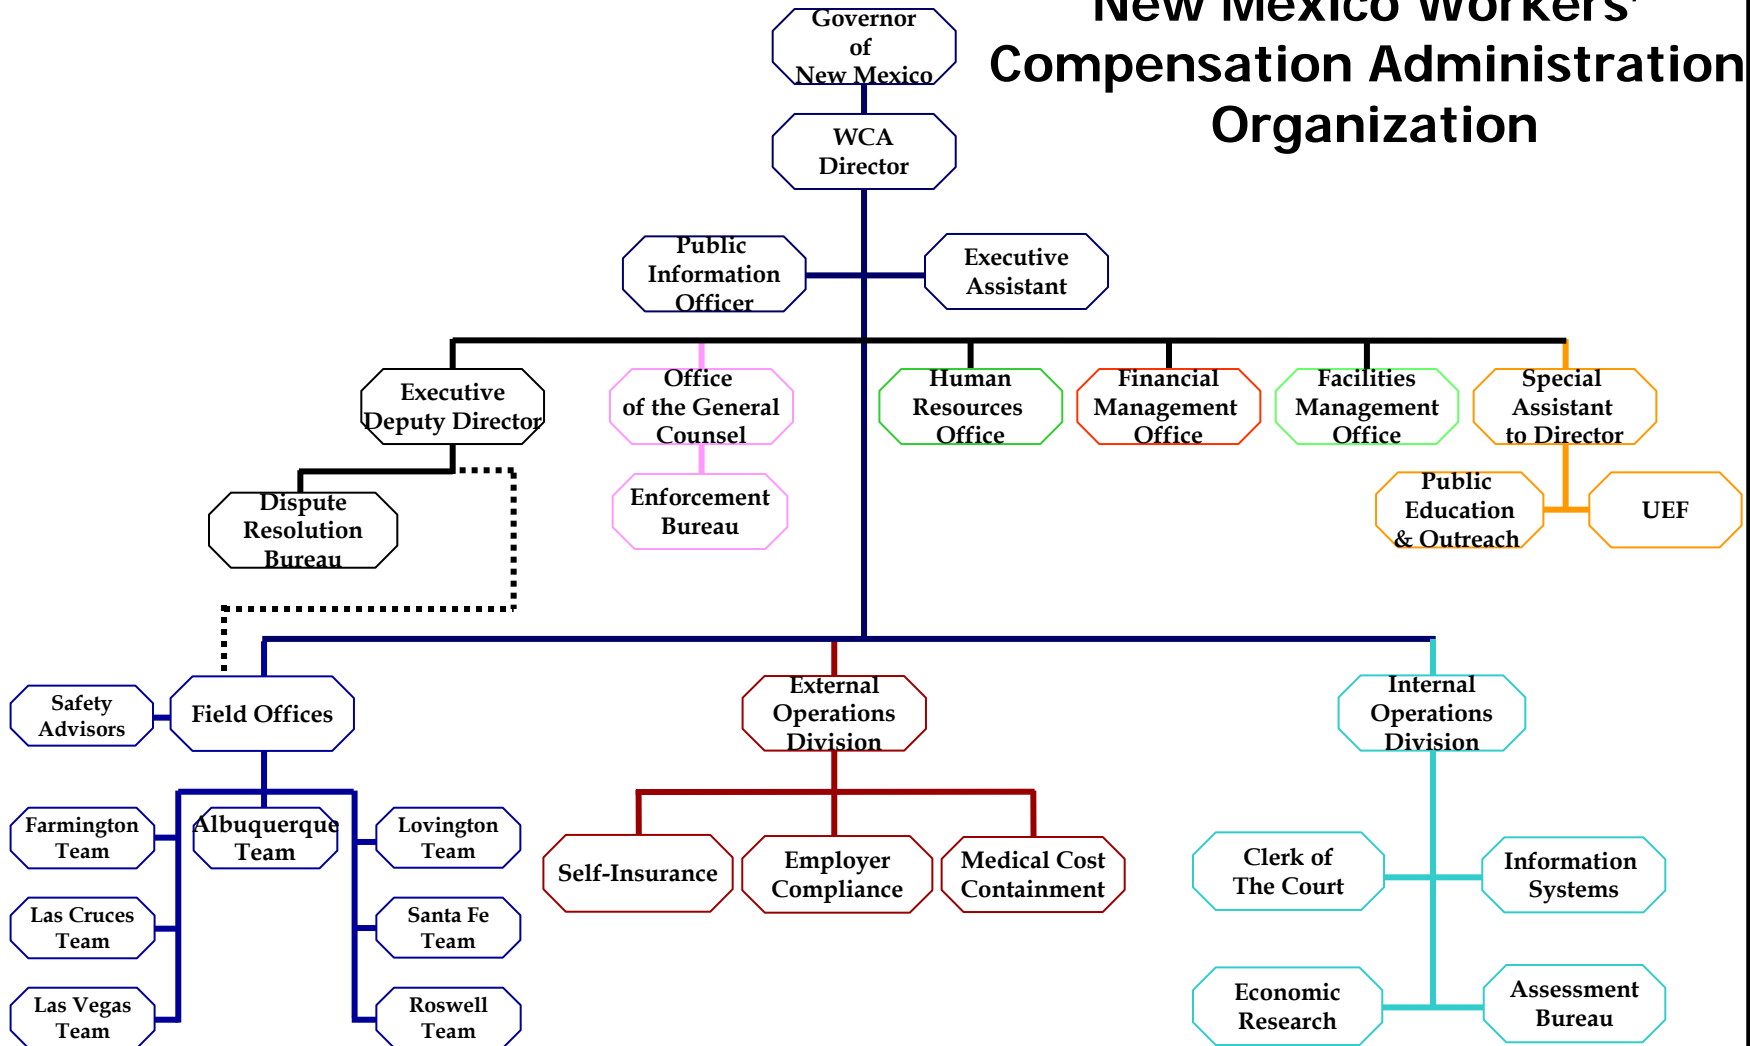 New Mexico Workers'
Compensation Administration
Organization
Governor
of
New Mexico
WCA
Director
Public
Information
Officer
Executive
Assistant
Executive
Deputy Director
Office
of the General
Counsel
Human
Resources
Office
Financial
Management
Office
Facilities
Management
Office
Special
Assistant
to Director
Dispute
Resolution
Bureau
Enforcement
Bureau
Public
Education
& Outreach
UEF
Safety
Advisors
Field Offices
External
Operations
Division
Internal
Operations
Division
Farmington
Team
Albuquerque
Team
Lovington
Team
Las Cruces
Team
Santa Fe
Team
Las Vegas
Team
Roswell
Team
Self-Insurance
Employer
Compliance
Medical Cost
Containment
Clerk of
The Court
Information
Systems
Economic
Research
Assessment
Bureau